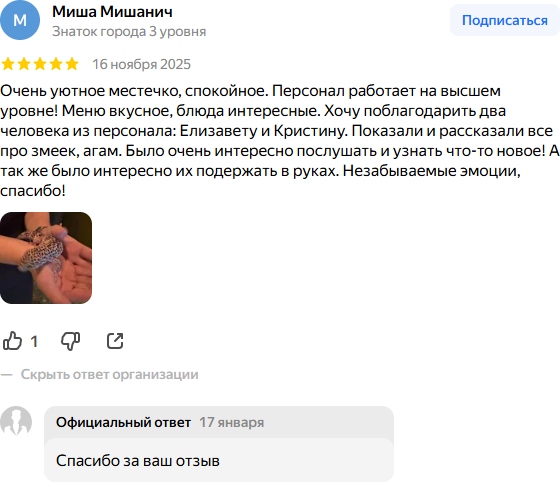 М
Миша Мишанич
Знаток города 3 уровня
Подписаться
16 ноября 2025
Очень уютное местечко, спокойное. Персонал работает на высшем
уровне! Меню вкусное, блюда интересные. Хочу поблагодарить два
человека из персонала: Елизавету и Кристину. Показали и рассказали все
про змеек, агам. Было очень интересно послушать и узнать что-то новое! А
так же было интересно их подержать в руках. Незабываемые эмоции,
спасибо!
1
— Скрыть ответ организации
Официальный ответ 17 января
Спасибо за ваш отзыв